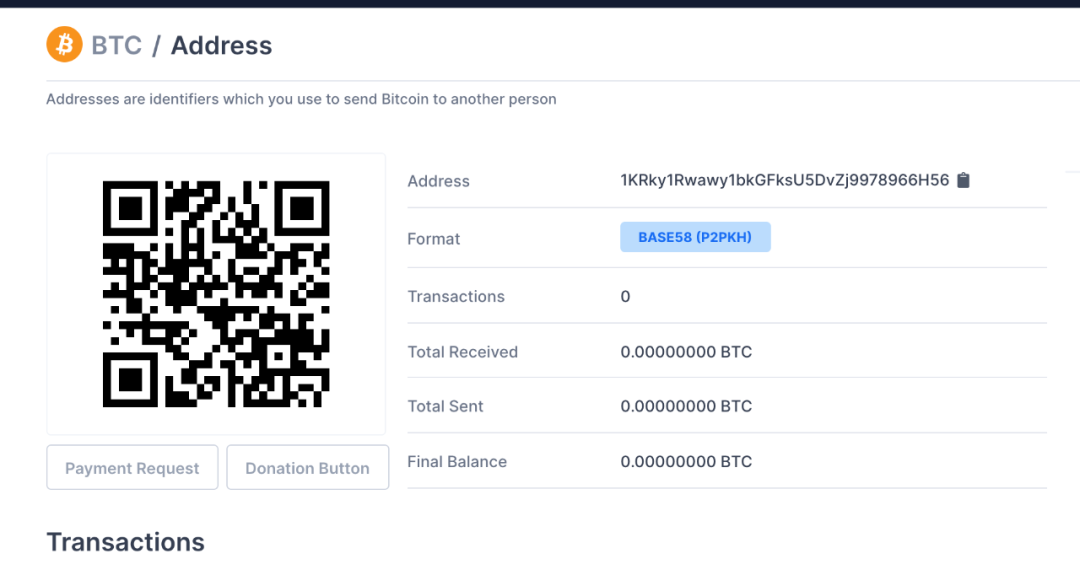 BTC / Address
Addresses are identifiers which you use to send Bitcoin to another person
Address 1KRky1Rwawy1bkGFksU5DvZj9978966H56
Format BASE58 (P2PKH)
Transactions 0
Total Received 0.00000000 BTC
Total Sent 0.00000000 BTC
Final Balance 0.00000000 BTC
Payment Request Donation Button
Transactions